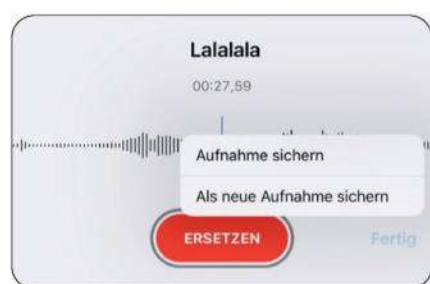 Lalalala
00:27,59
Aufnahme sichern
Als neue Aufnahme sichern
ERSETZEN
Fertig